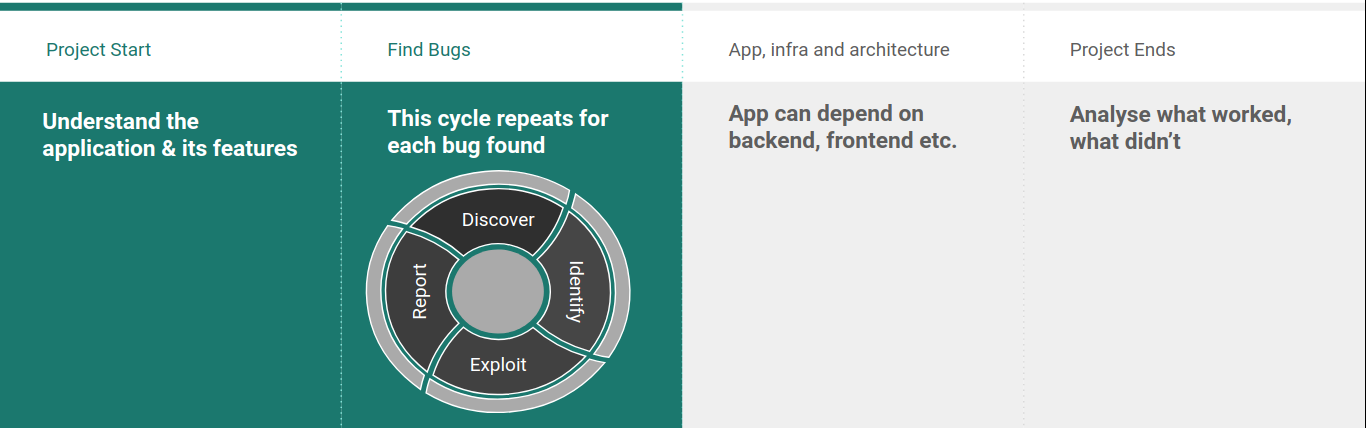 Project Start
Find Bugs
App, infra and architecture
Project Ends
Understand the
application & its features
This cycle repeats for
each bug found
Discover
Identify
Exploit
Report
App can depend on
backend, frontend etc.
Analyse what worked,
what didn’t